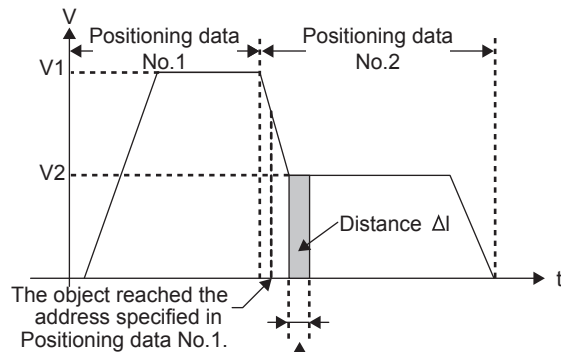 V
Positioning data
No.1
Positioning data
No.2
V1
V2
Distance Δl
t
The object reached the
address specified in
Positioning data No.1.